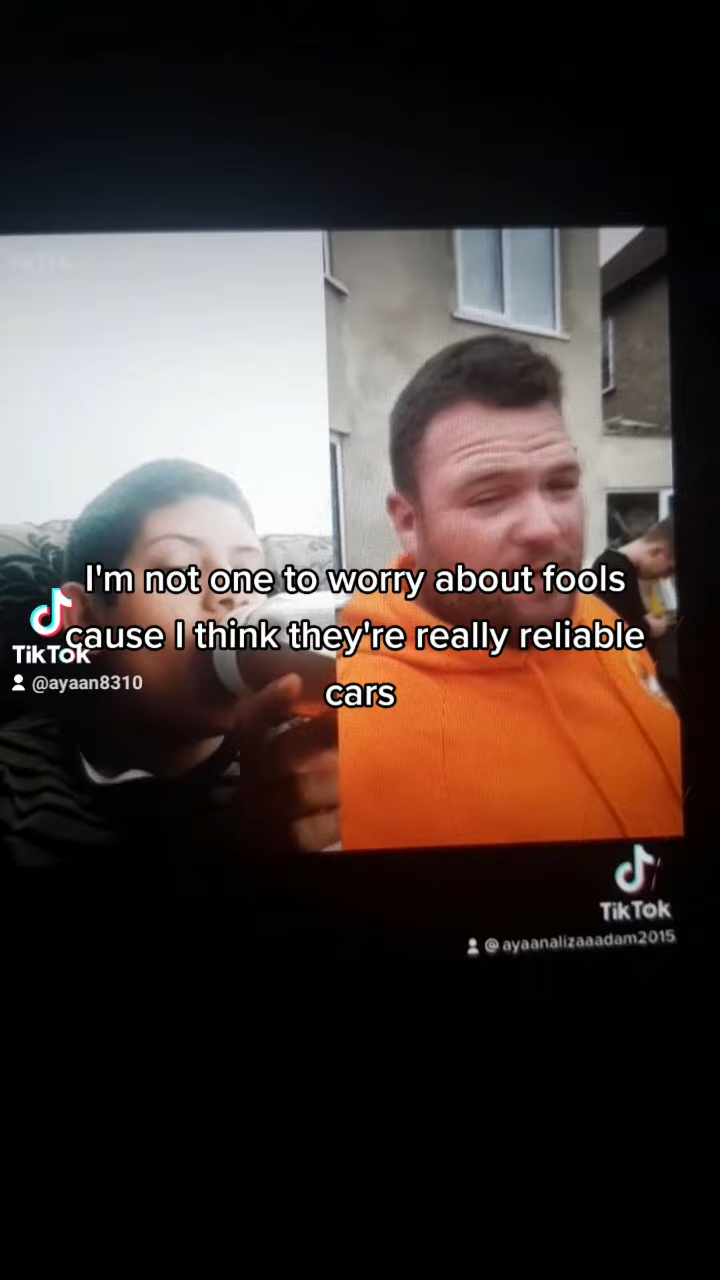 I'm not one to worry about fools
cause I think they're really reliable
cars
TikTok
@ayaan8310
TikTok
@ayaanalizaaadam2015